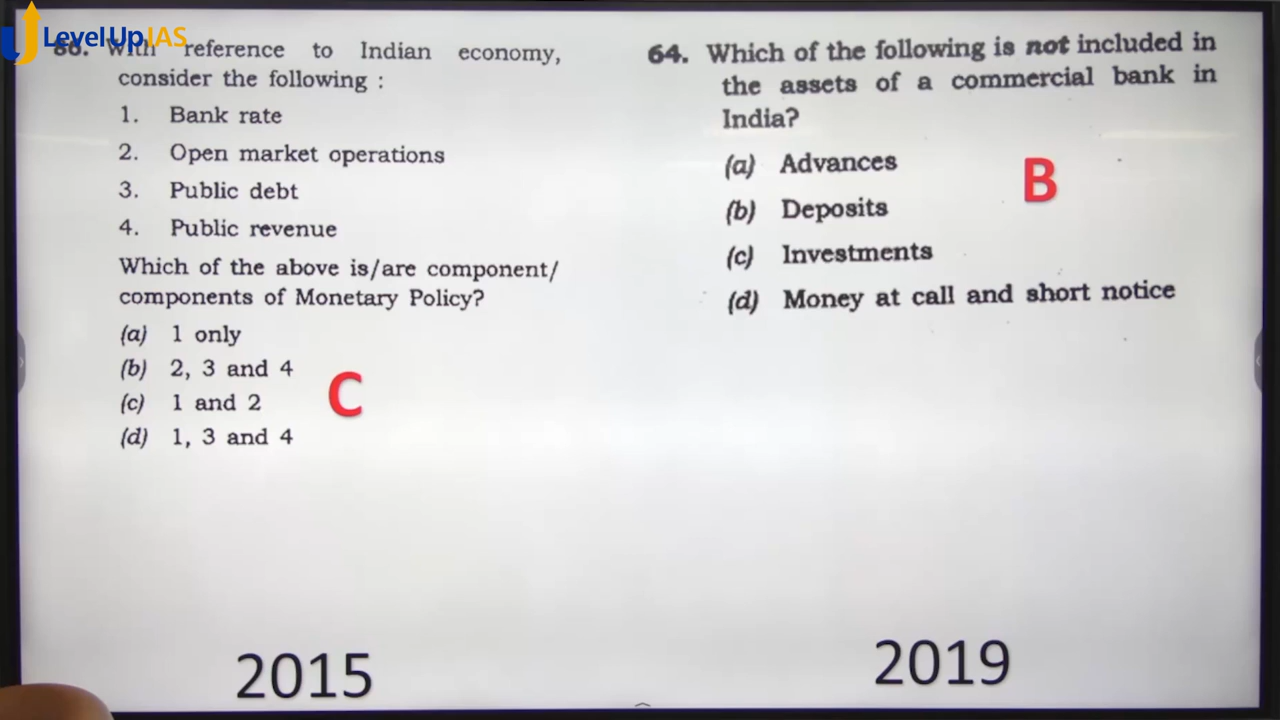 LevelUp IAS
86. With reference to Indian economy,
consider the following :
1. Bank rate
2. Open market operations
3. Public debt
4. Public revenue
Which of the above is/are component/
components of Monetary Policy?
(a) 1 only
(b) 2, 3 and 4
(c) 1 and 2
(d) 1, 3 and 4
C
2015
64. Which of the following is not included in
the assets of a commercial bank in
India?
(a) Advances
(b) Deposits
(c) Investments
(d) Money at call and short notice
B
2019